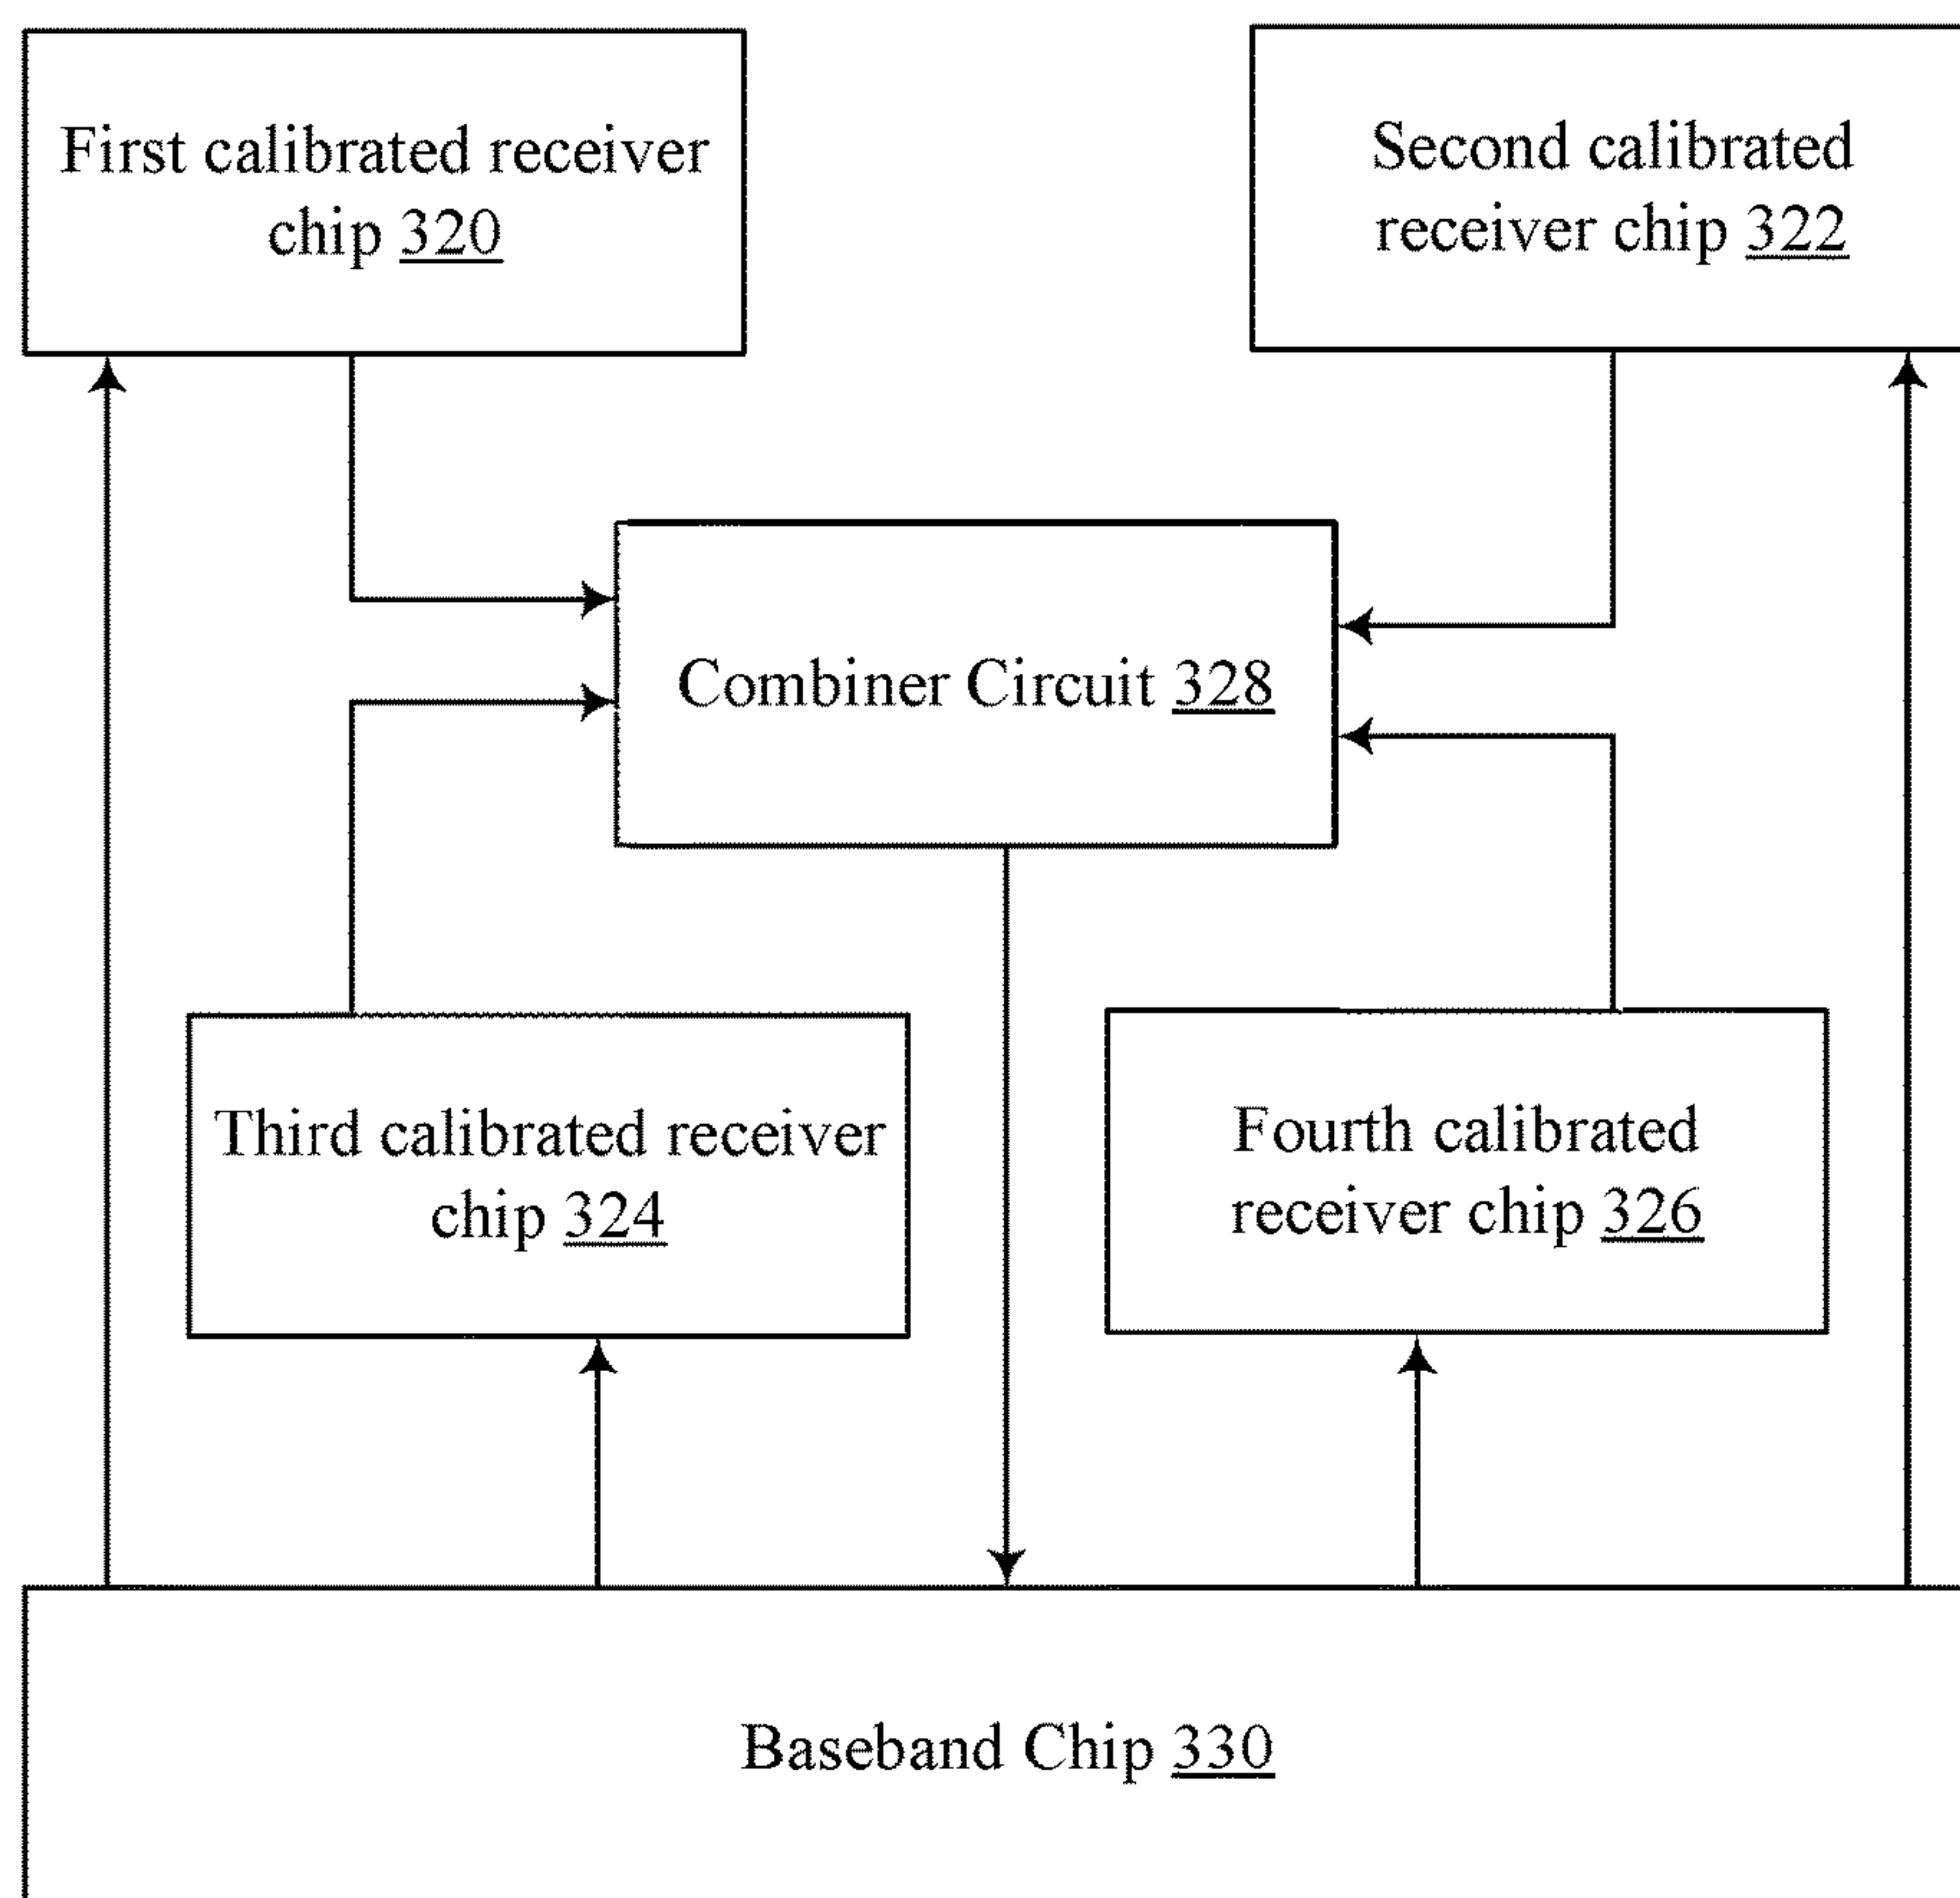 First calibrated receiver
chip 320
Second calibrated
receiver chip 322
Combiner Circuit 328
Third calibrated receiver
chip 324
Fourth calibrated
receiver chip 326
Baseband Chip 330